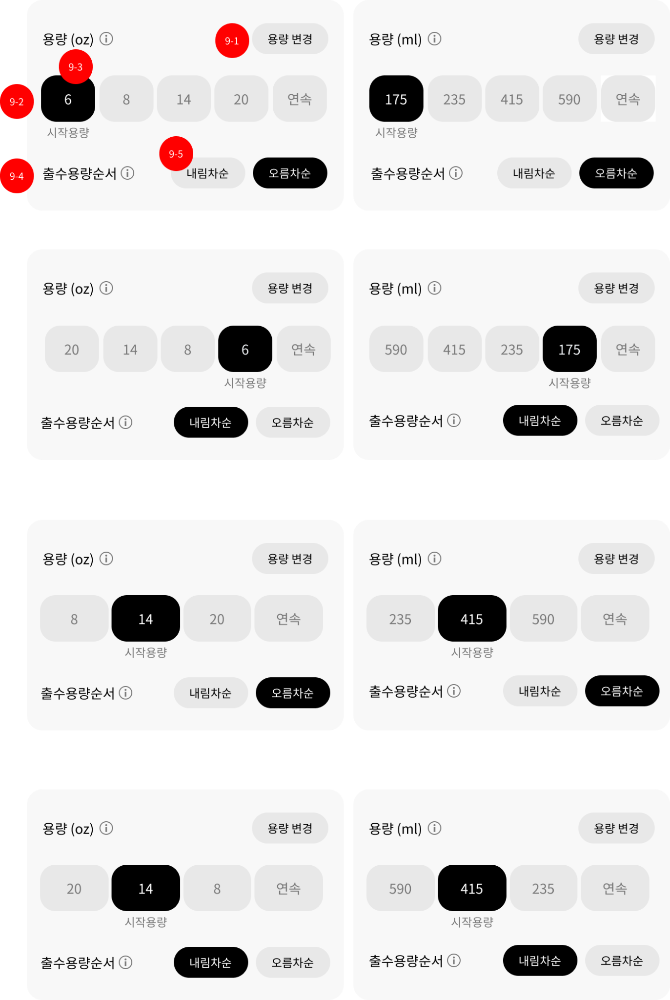 용량 (oz)
9-1
용량 변경
9-3
9-2
6
8
14
20
연속
시작용량
9-5
9-4
출수용량순서
내림차순
오름차순
용량 (ml)
용량 변경
175
235
415
590
연속
시작용량
출수용량순서
내림차순
오름차순
용량 (oz)
용량 변경
20
14
8
6
연속
시작용량
출수용량순서
내림차순
오름차순
용량 (ml)
용량 변경
590
415
235
175
연속
시작용량
출수용량순서
내림차순
오름차순
용량 (oz)
용량 변경
8
14
20
연속
시작용량
출수용량순서
내림차순
오름차순
용량 (ml)
용량 변경
235
415
590
연속
시작용량
출수용량순서
내림차순
오름차순
용량 (oz)
용량 변경
20
14
8
연속
시작용량
출수용량순서
내림차순
오름차순
용량 (ml)
용량 변경
590
415
235
연속
시작용량
출수용량순서
내림차순
오름차순